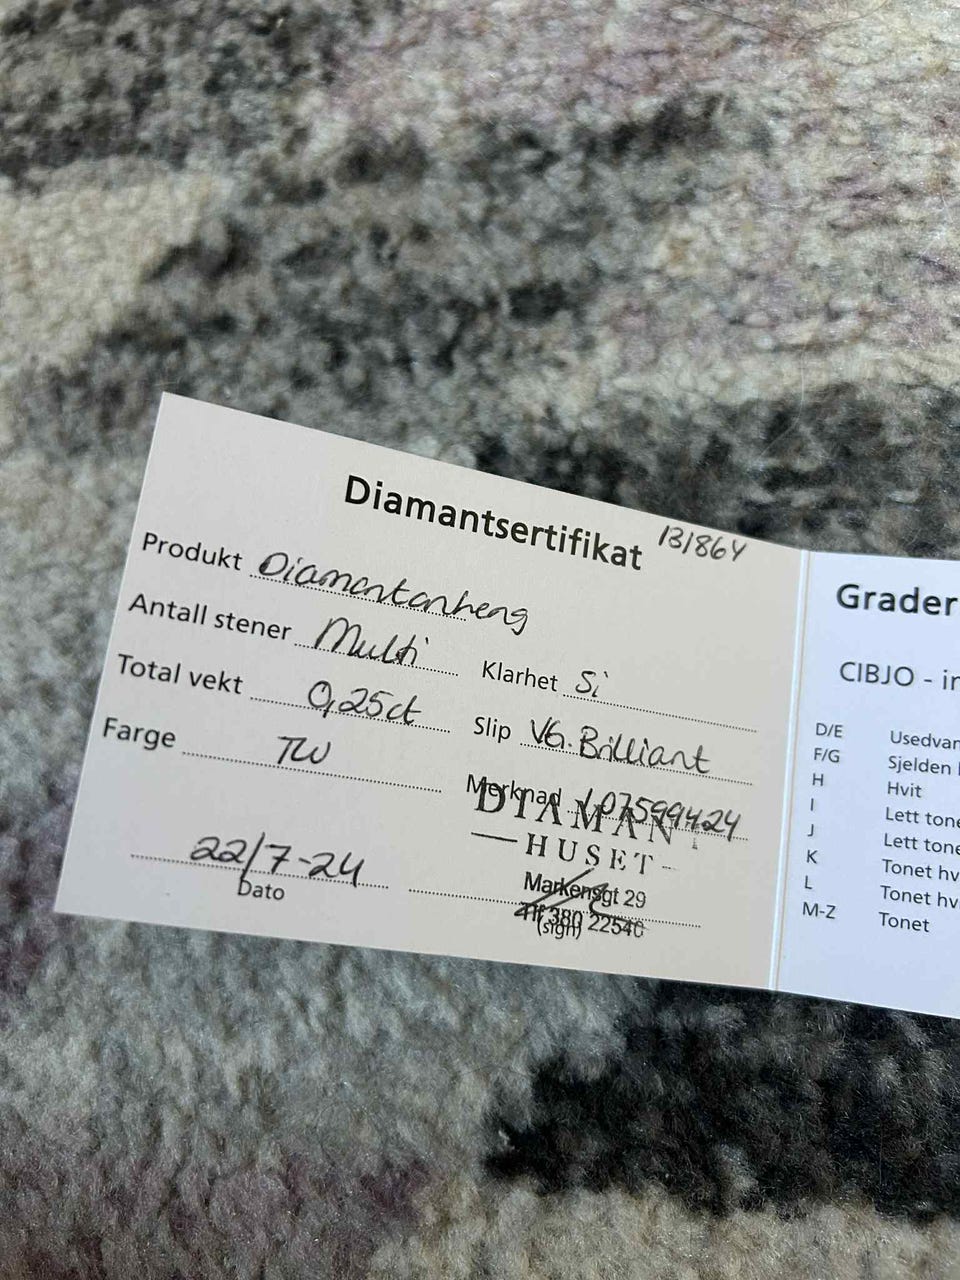 Diamantsertifikat 131864
Produkt Diamantanheng
Antall stener Multi Klarhet Si
Total vekt 0,25ct Slip VG. Brilliant
Farge TW Merknad 107599424
DIAMAN
HUSET
Markensgt 29
Tlf 380 22540
22/7-24
Dato (sign)
Grader
CIBJO - in
D/E Usedvan
F/G Sjelden
H Hvit
I Lett tone
J Lett tone
K Tonet hv
L Tonet hv
M-Z Tonet